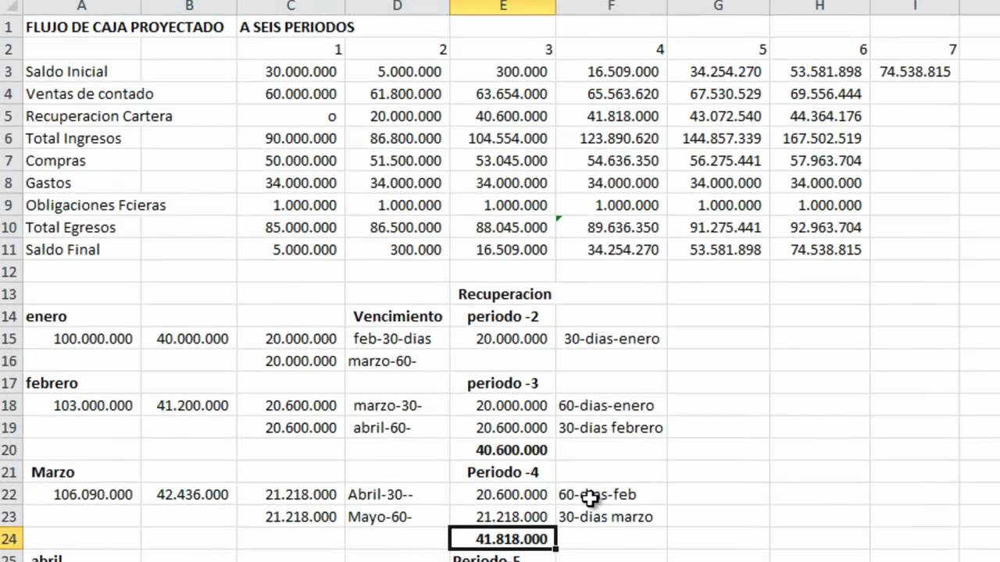 A B C D E F G H I
1 FLUJO DE CAJA PROYECTADO A SEIS PERIODOS
2 1 2 3 4 5 6 7
3 Saldo Inicial 30.000.000 5.000.000 300.000 16.509.000 34.254.270 53.581.898 74.538.815
4 Ventas de contado 60.000.000 61.800.000 63.654.000 65.563.620 67.530.529 69.556.444
5 Recuperacion Cartera o 20.000.000 40.600.000 41.818.000 43.072.540 44.364.176
6 Total Ingresos 90.000.000 86.800.000 104.554.000 123.890.620 144.857.339 167.502.519
7 Compras 50.000.000 51.500.000 53.045.000 54.636.350 56.275.441 57.963.704
8 Gastos 34.000.000 34.000.000 34.000.000 34.000.000 34.000.000 34.000.000
9 Obligaciones Fcieras 1.000.000 1.000.000 1.000.000 1.000.000 1.000.000 1.000.000
10 Total Egresos 85.000.000 86.500.000 88.045.000 89.636.350 91.275.441 92.963.704
11 Saldo Final 5.000.000 300.000 16.509.000 34.254.270 53.581.898 74.538.815
12
13 Recuperacion
14 enero Vencimiento periodo -2
15 100.000.000 40.000.000 20.000.000 feb-30-dias 20.000.000 30-dias-enero
16 20.000.000 marzo-60-
17 febrero periodo -3
18 103.000.000 41.200.000 20.600.000 marzo-30- 20.000.000 60-dias-enero
19 20.600.000 abril-60- 20.600.000 30-dias febrero
20 40.600.000
21 Marzo Periodo -4
22 106.090.000 42.436.000 21.218.000 Abril-30-- 20.600.000 60-dias-feb
23 21.218.000 Mayo-60- 21.218.000 30-dias marzo
24 41.818.000
25 abril Periodo-5